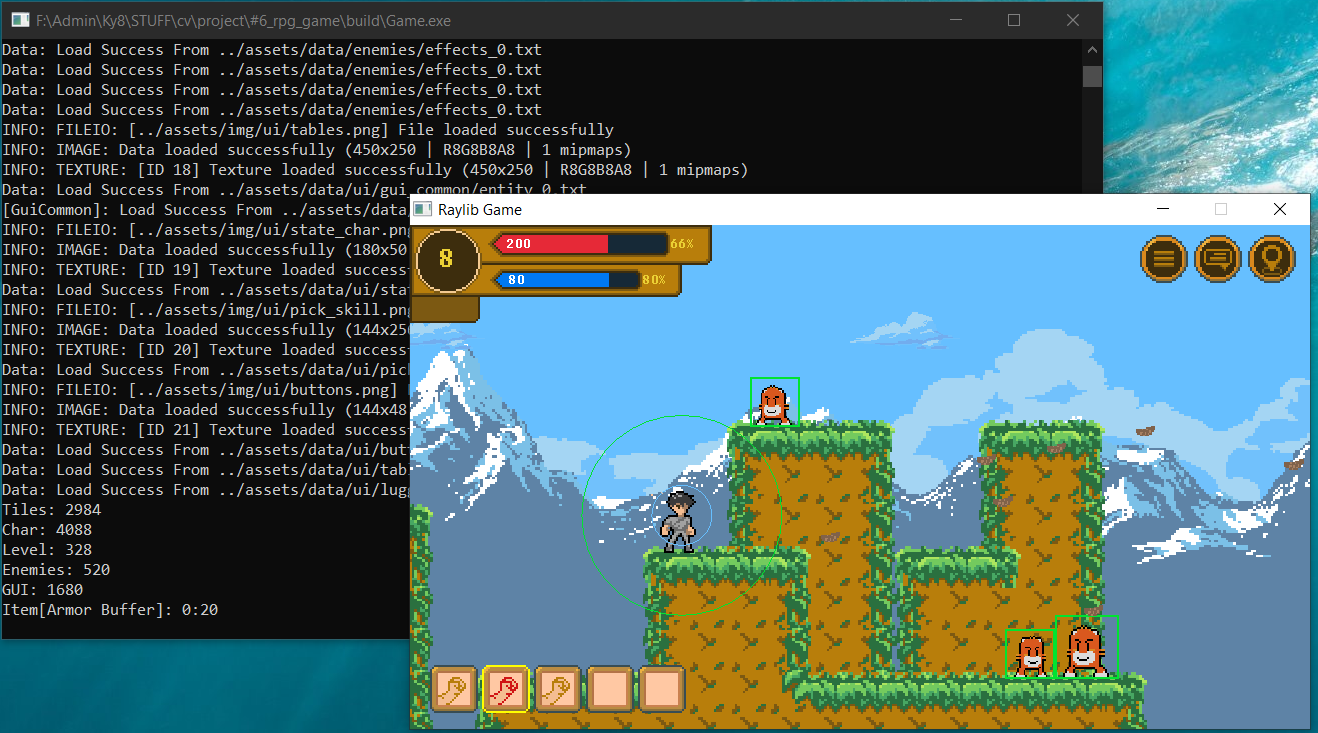 F:\Admin\Ky8\STUFF\cv\project\#6_rpg_game\build\Game.exe
Data: Load Success From ../assets/data/enemies/effects_0.txt
Data: Load Success From ../assets/data/enemies/effects_0.txt
Data: Load Success From ../assets/data/enemies/effects_0.txt
Data: Load Success From ../assets/data/enemies/effects_0.txt
INFO: FILEIO: [../assets/img/ui/tables.png] File loaded successfully
INFO: IMAGE: Data loaded successfully (450x250 | R8G8B8A8 | 1 mipmaps)
INFO: TEXTURE: [ID 18] Texture loaded successfully (450x250 | R8G8B8A8 | 1 mipmaps)
Data: Load Success From ../assets/data/ui/gui_common/entity_0.txt
[GuiCommon]: Load Success From ../assets/data/
INFO: FILEIO: [../assets/img/ui/state_char.png
INFO: IMAGE: Data loaded successfully (180x50
INFO: TEXTURE: [ID 19] Texture loaded success
Data: Load Success From ../assets/data/ui/sta
INFO: FILEIO: [../assets/img/ui/pick_skill.png
INFO: IMAGE: Data loaded successfully (144x250
INFO: TEXTURE: [ID 20] Texture loaded success
Data: Load Success From ../assets/data/ui/pick
INFO: FILEIO: [../assets/img/ui/buttons.png]
INFO: IMAGE: Data loaded successfully (144x48
INFO: TEXTURE: [ID 21] Texture loaded success
Data: Load Success From ../assets/data/ui/but
Data: Load Success From ../assets/data/ui/tab
Data: Load Success From ../assets/data/ui/lug
Tiles: 2984
Char: 4088
Level: 328
Enemies: 520
GUI: 1680
Item[Armor Buffer]: 0:20
Raylib Game
8
200 66%
80 80%